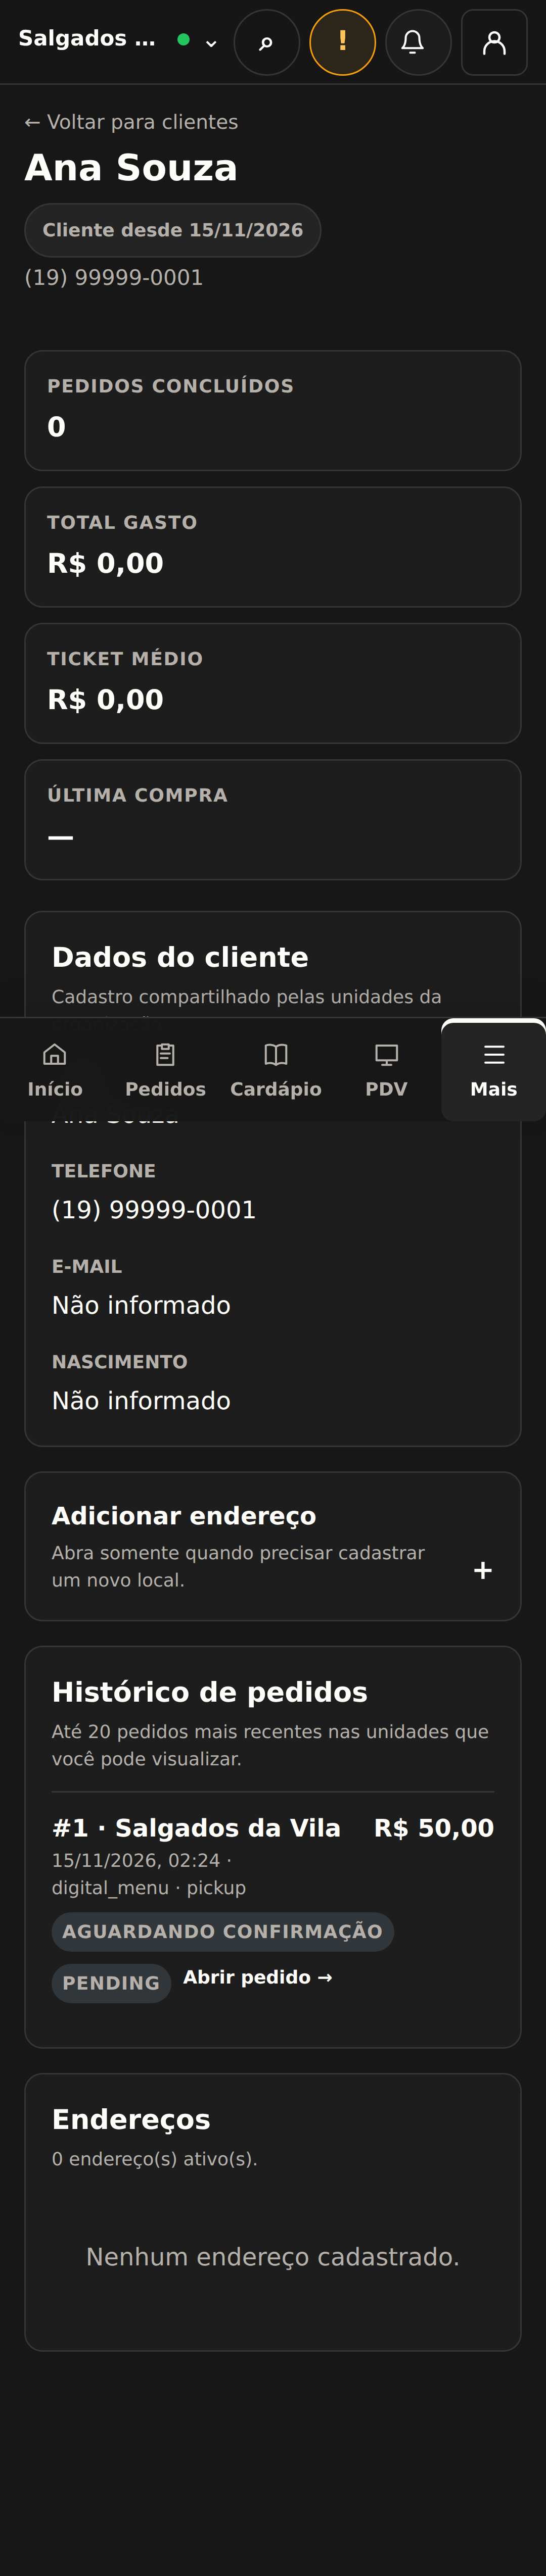 Salgados ...
!
← Voltar para clientes
Ana Souza
Cliente desde 15/11/2026
(19) 99999-0001
PEDIDOS CONCLUÍDOS
0
TOTAL GASTO
R$ 0,00
TICKET MÉDIO
R$ 0,00
ÚLTIMA COMPRA
—
Dados do cliente
Cadastro compartilhado pelas unidades da
Início
Pedidos
Cardápio
PDV
Mais
Ana Souza
TELEFONE
(19) 99999-0001
E-MAIL
Não informado
NASCIMENTO
Não informado
Adicionar endereço
Abra somente quando precisar cadastrar
um novo local.
+
Histórico de pedidos
Até 20 pedidos mais recentes nas unidades que
você pode visualizar.
#1 · Salgados da Vila R$ 50,00
15/11/2026, 02:24 ·
digital_menu · pickup
AGUARDANDO CONFIRMAÇÃO
PENDING Abrir pedido →
Endereços
0 endereço(s) ativo(s).
Nenhum endereço cadastrado.